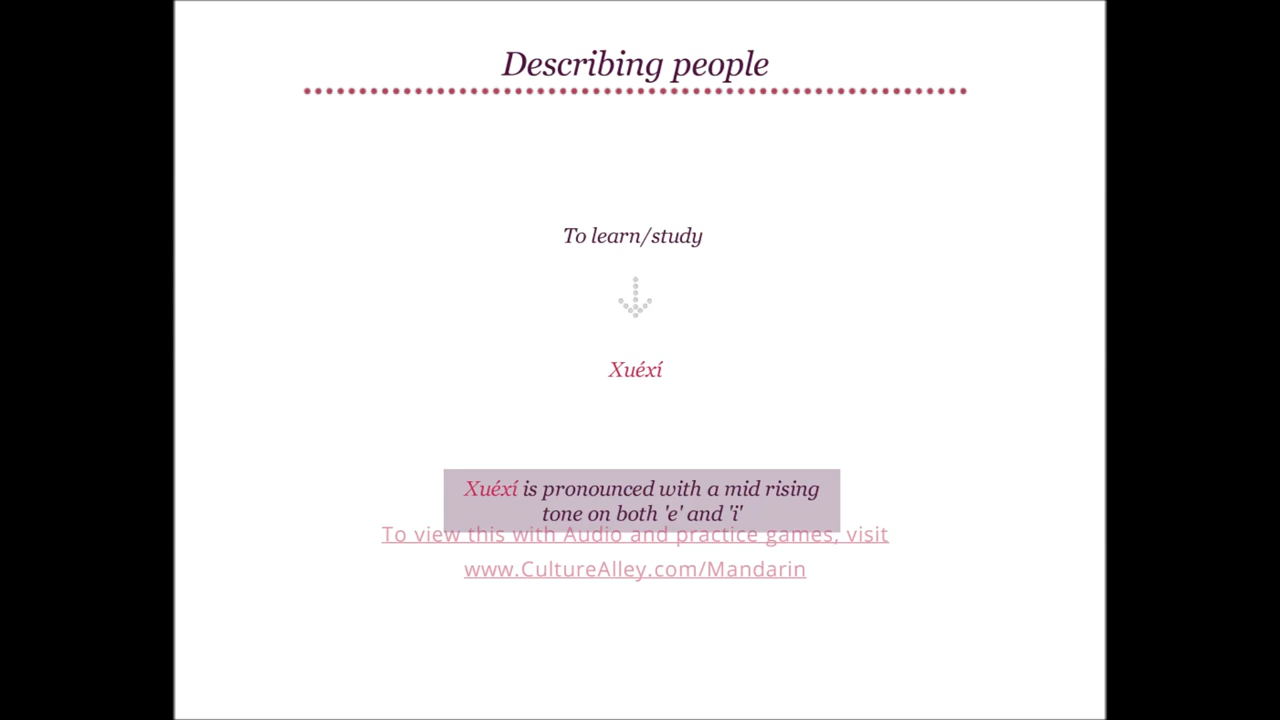 Describing people
To learn/study
Xuéxí
Xuéxí is pronounced with a mid rising
tone on both 'e' and 'i'
To view this with Audio and practice games, visit
www.CultureAlley.com/Mandarin